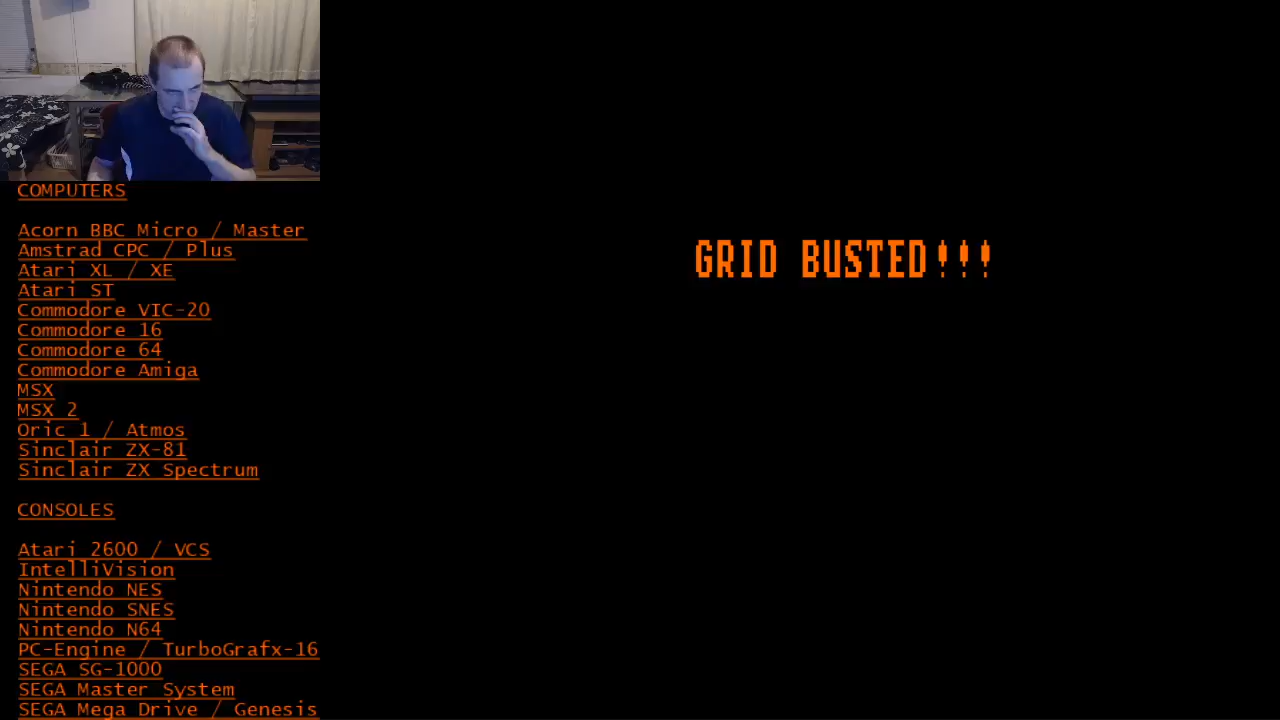 COMPUTERS
Acorn BBC Micro / Master
Amstrad CPC / Plus
Atari XL / XE
Atari ST
Commodore VIC-20
Commodore 16
Commodore 64
Commodore Amiga
MSX
MSX 2
Oric 1 / Atmos
Sinclair ZX-81
Sinclair ZX Spectrum
CONSOLES
Atari 2600 / VCS
IntelliVision
Nintendo NES
Nintendo SNES
Nintendo N64
PC-Engine / TurboGrafx-16
SEGA SG-1000
SEGA Master System
SEGA Mega Drive / Genesis
GRID BUSTED!!!